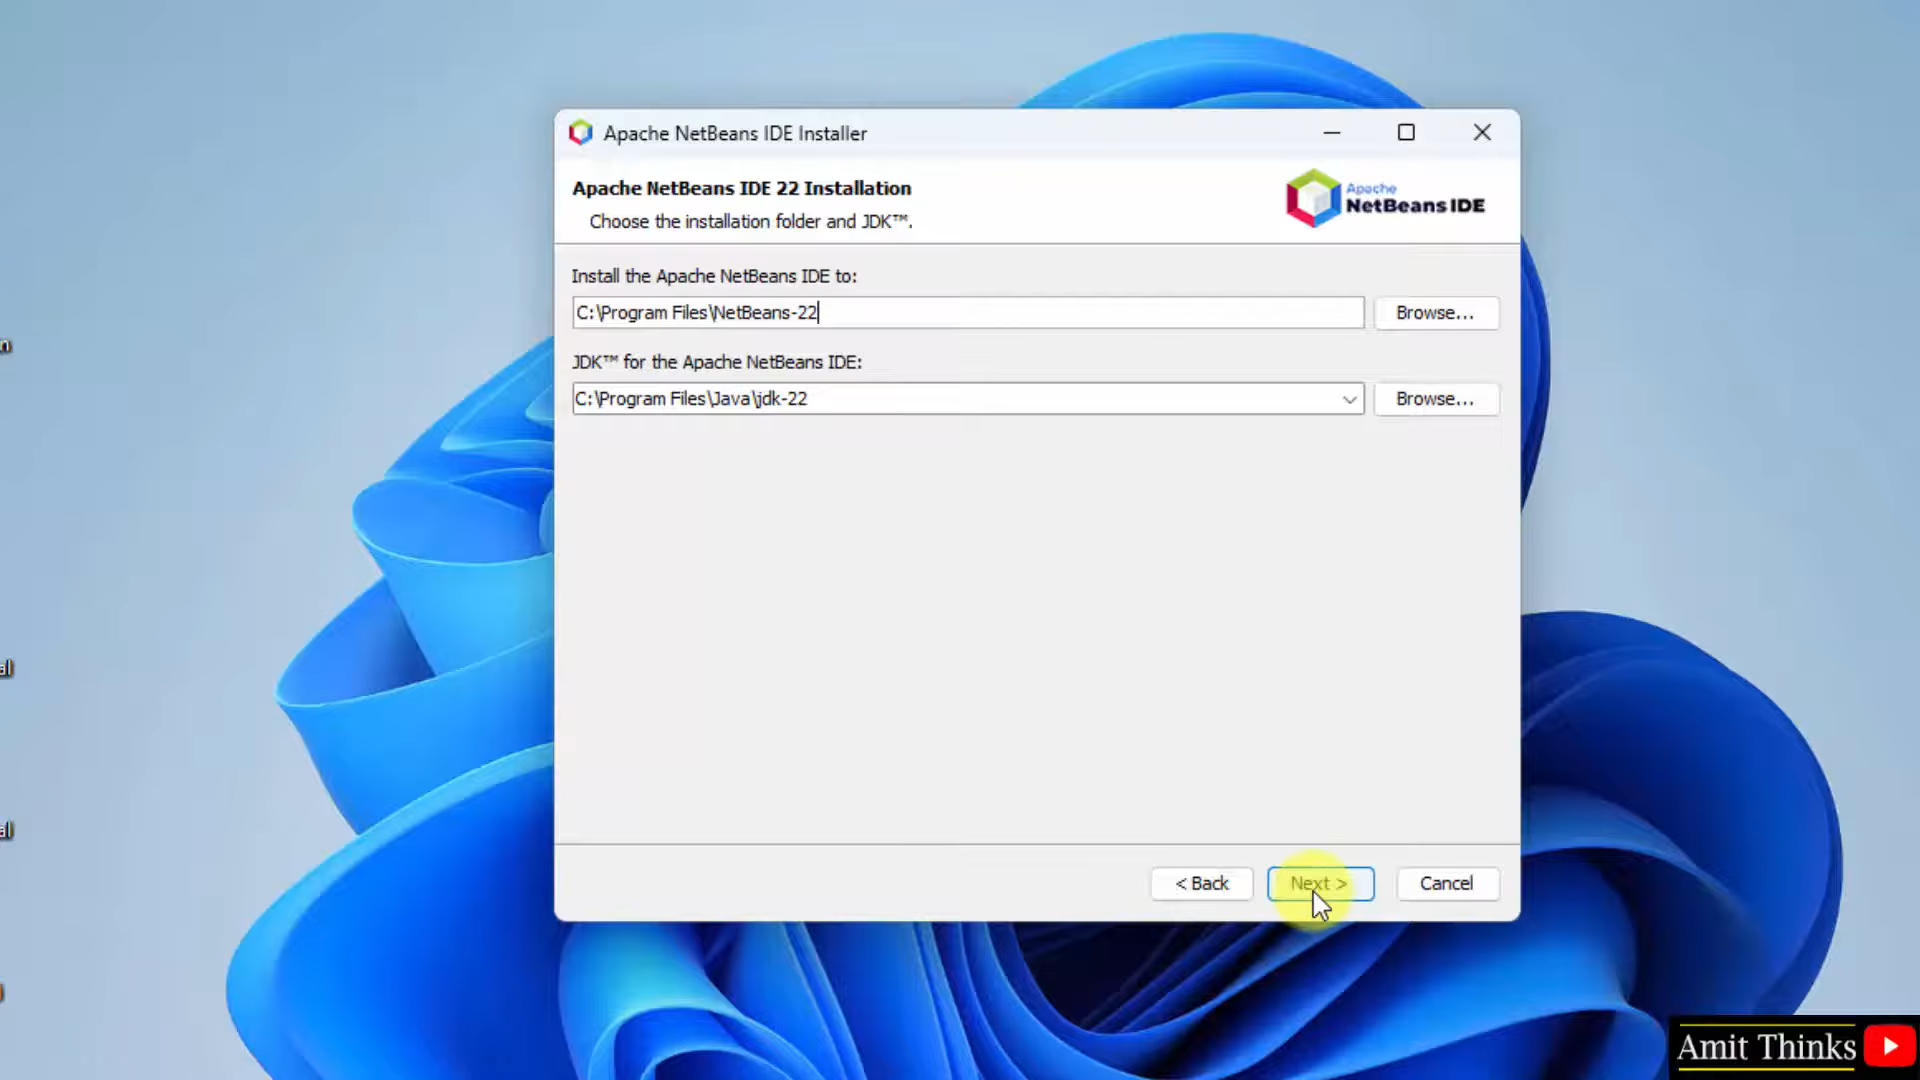 Apache NetBeans IDE Installer
Apache NetBeans IDE 22 Installation
Choose the installation folder and JDK™.
Apache
NetBeans IDE
Install the Apache NetBeans IDE to:
C:\Program Files\NetBeans-22
Browse...
JDK™ for the Apache NetBeans IDE:
C:\Program Files\Java\jdk-22
Browse...
< Back
Next >
Cancel
Amit Thinks